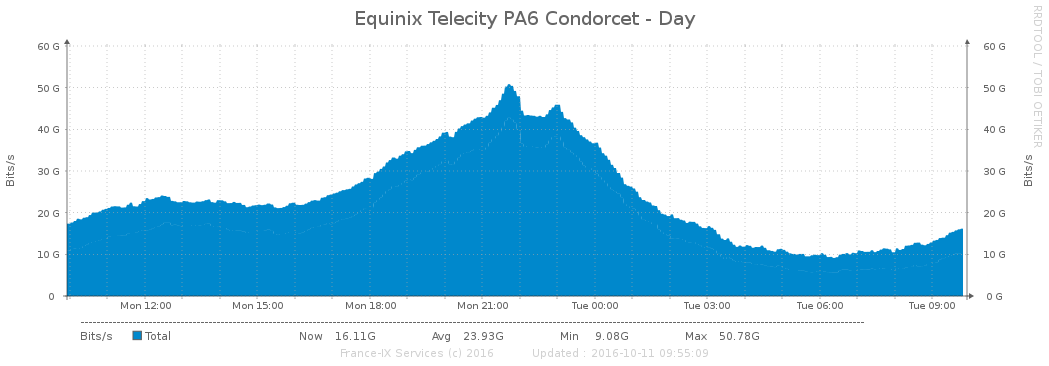 Equinix Telecity PA6 Condorcet - Day
RRDTOOL / TOBI OETIKER
60 G 60 G
50 G 50 G
40 G 40 G
30 G 30 G
20 G 20 G
10 G 10 G
0 0 G
Bits/s Bits/s
Mon 12:00 Mon 15:00 Mon 18:00 Mon 21:00 Tue 00:00 Tue 03:00 Tue 06:00 Tue 09:00
Bits/s Total Now 16.11G Avg 23.93G Min 9.08G Max 50.78G
France-IX Services (c) 2016 Updated : 2016-10-11 09:55:09